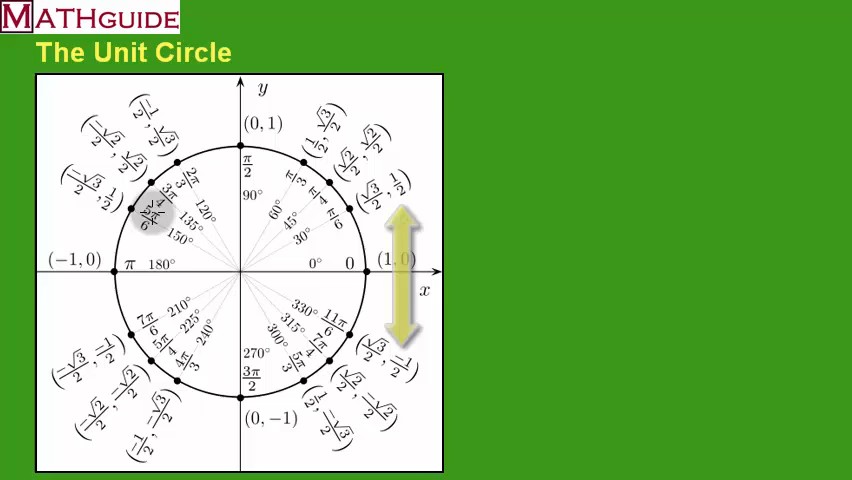 MATHGUIDE
The Unit Circle
y
(0, 1)
(-1/2, √3/2)
(-√2/2, √2/2)
(-√3/2, 1/2)
(1/2, √3/2)
(√2/2, √2/2)
(√3/2, 1/2)
π/2
90°
2π/3
120°
3π/4
135°
5π/6
150°
π/3
60°
π/4
45°
π/6
30°
(-1, 0)
π
180°
0°
0
(1, 0)
x
7π/6
210°
5π/4
225°
4π/3
240°
270°
3π/2
300°
5π/3
315°
7π/4
330°
11π/6
(-√3/2, -1/2)
(-√2/2, -√2/2)
(-1/2, -√3/2)
(0, -1)
(√3/2, -1/2)
(√2/2, -√2/2)
(1/2, -√3/2)